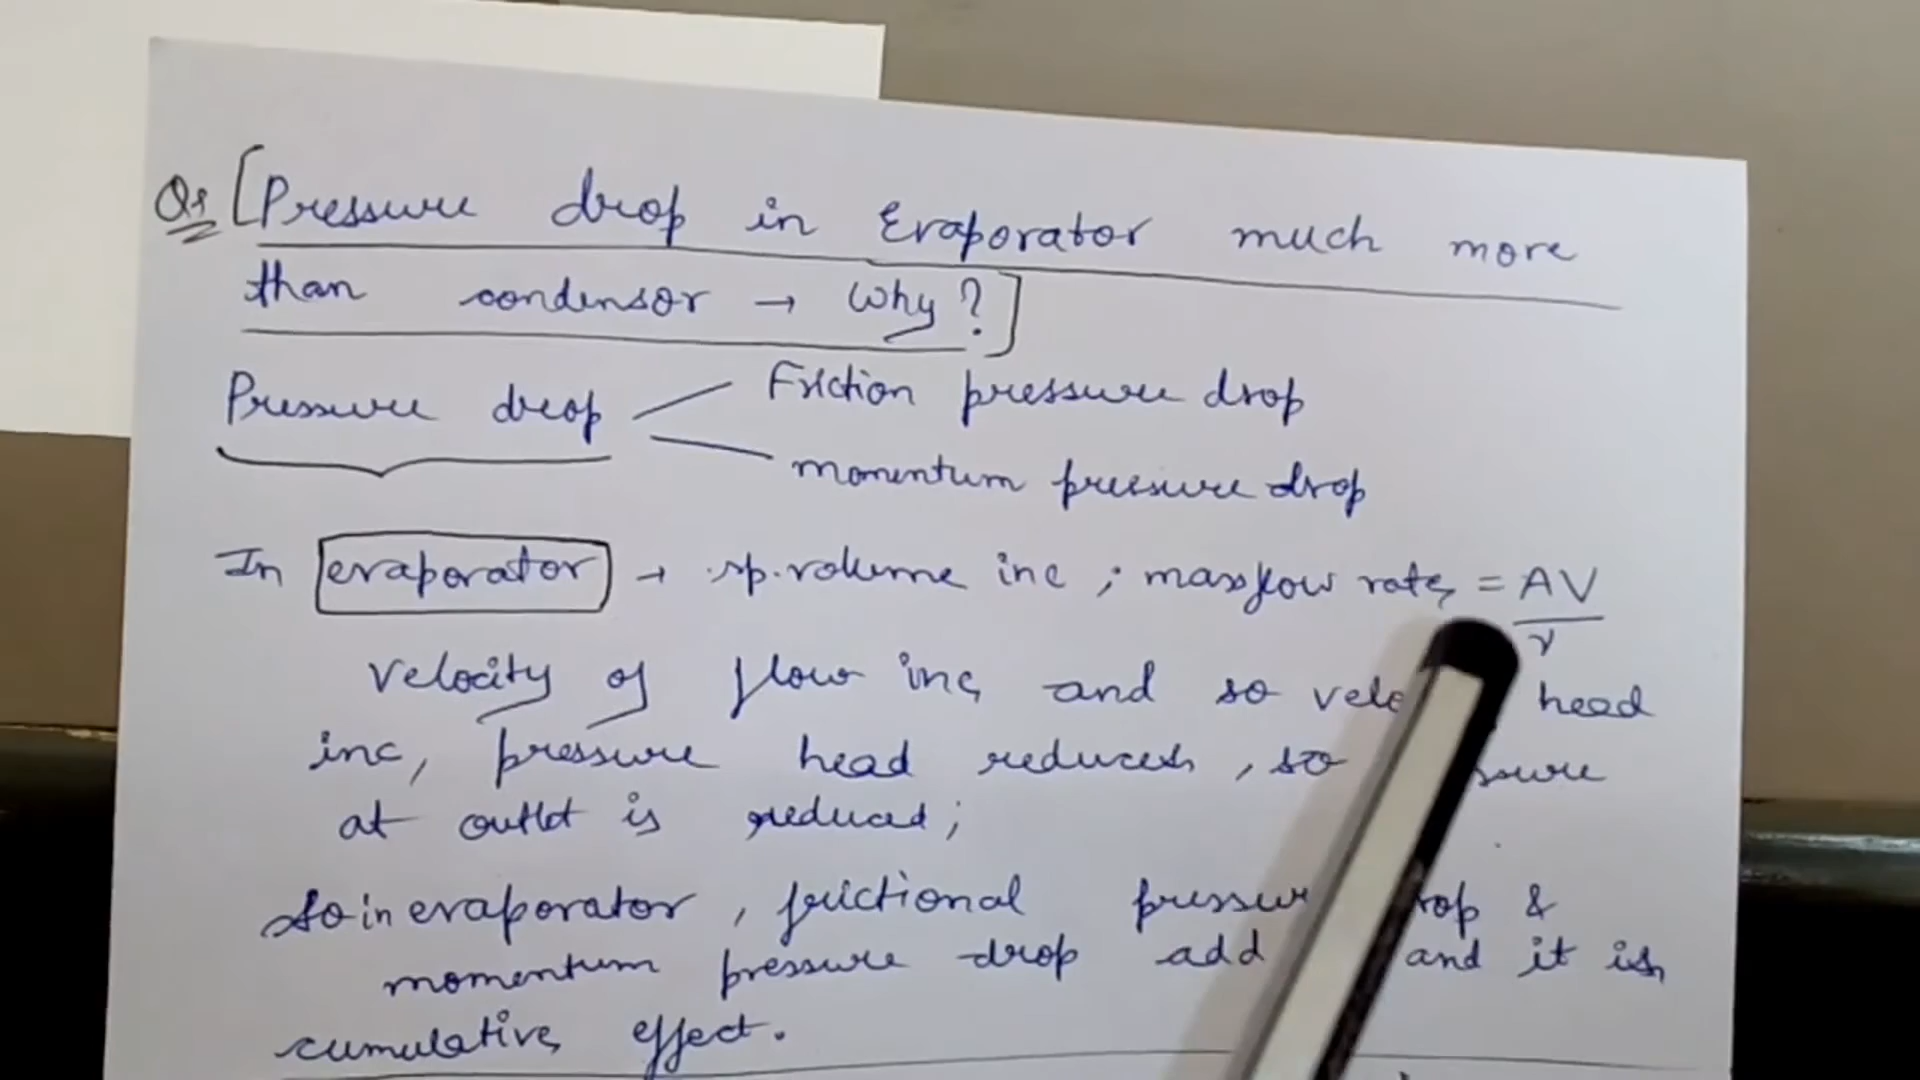 Qs [Pressure drop in Evaporator much more
than condensor → Why?]
Pressure drop
Friction pressure drop
momentum pressure drop
In evaporator → sp. volume inc ; massflow rate = AV/v
velocity of flow inc, and so head
inc, pressure head reduces, so
at outlet is reduced;
So in evaporator, frictional &
momentum pressure drop add and it is
cumulative effect.